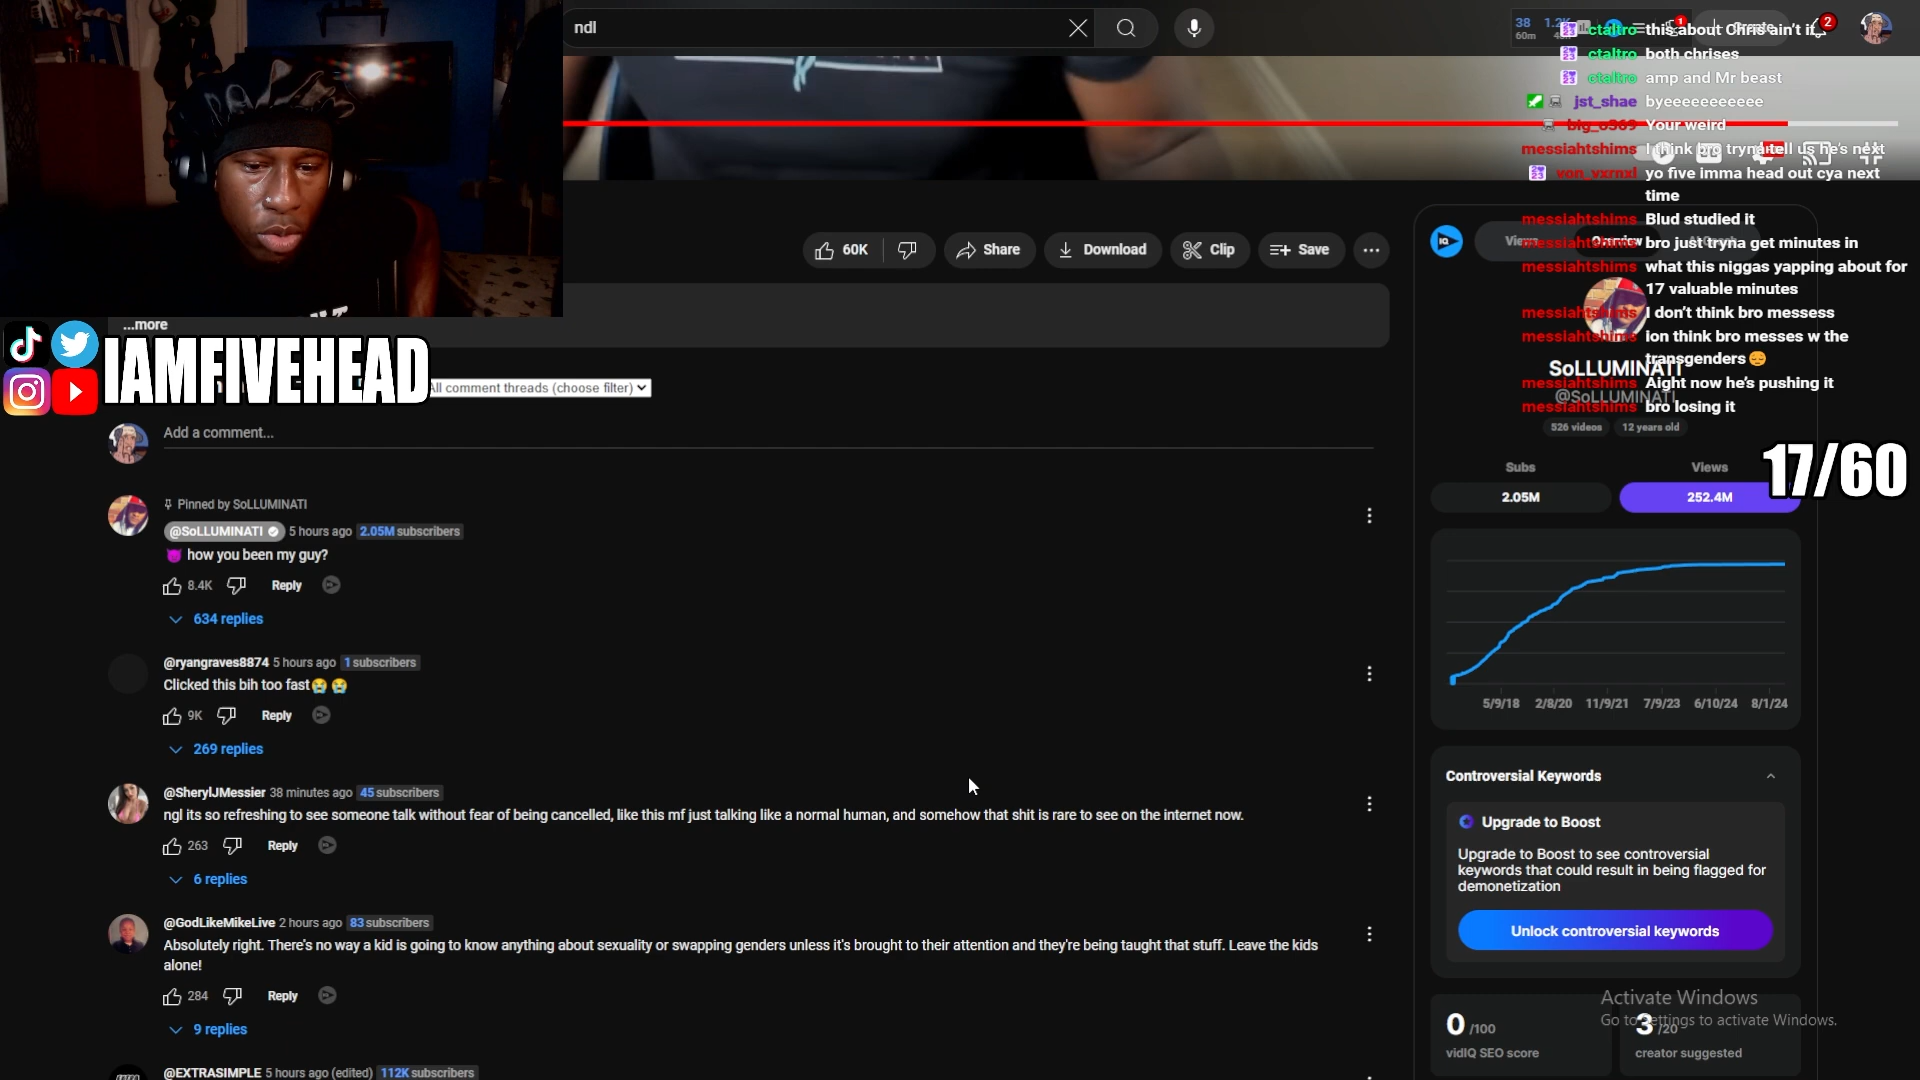 ndl
38
60m
Create
2
1
ctaltro this about Chris ain't it
ctaltro both chrises
ctaltro amp and Mr beast
jst_shae byeeeeeeeeeee
big_o369 Your weird
messiahtshims I think bro tryna tell us he's next
von_vxrnxl yo five imma head out cya next
time
messiahtshims Blud studied it
messiahtshims bro just tryna get minutes in
messiahtshims what this niggas yapping about for
17 valuable minutes
messiahtshims I don't think bro messess
messiahtshims Ion think bro messes w the
transgenders😔
messiahtshims Aight now he's pushing it
messiahtshims bro losing it
60K
Share
Download
Clip
Save
...more
IAMFIVEHEAD
All comment threads (choose filter)
Add a comment...
Pinned by SoLLUMINATI
@SoLLUMINATI 5 hours ago 2.05M subscribers
😈 how you been my guy?
8.4K Reply
634 replies
@ryangraves8874 5 hours ago 1 subscribers
Clicked this bih too fast😭😭
9K Reply
269 replies
@SherylJMessier 38 minutes ago 45 subscribers
ngl its so refreshing to see someone talk without fear of being cancelled, like this mf just talking like a normal human, and somehow that shit is rare to see on the internet now.
263 Reply
6 replies
@GodLikeMikeLive 2 hours ago 83 subscribers
Absolutely right. There's no way a kid is going to know anything about sexuality or swapping genders unless it's brought to their attention and they're being taught that stuff. Leave the kids
alone!
284 Reply
9 replies
@EXTRASIMPLE 5 hours ago (edited) 112K subscribers
IQ
Overview
SoLLUMINATI
@SoLLUMINATI
526 videos 12 years old
17/60
Subs Views
2.05M 252.4M
5/9/18 2/8/20 11/9/21 7/9/23 6/10/24 8/1/24
Controversial Keywords
Upgrade to Boost
Upgrade to Boost to see controversial
keywords that could result in being flagged for
demonetization
Unlock controversial keywords
Activate Windows
Go to Settings to activate Windows.
0 /100
vidIQ SEO score
3 /20
creator suggested